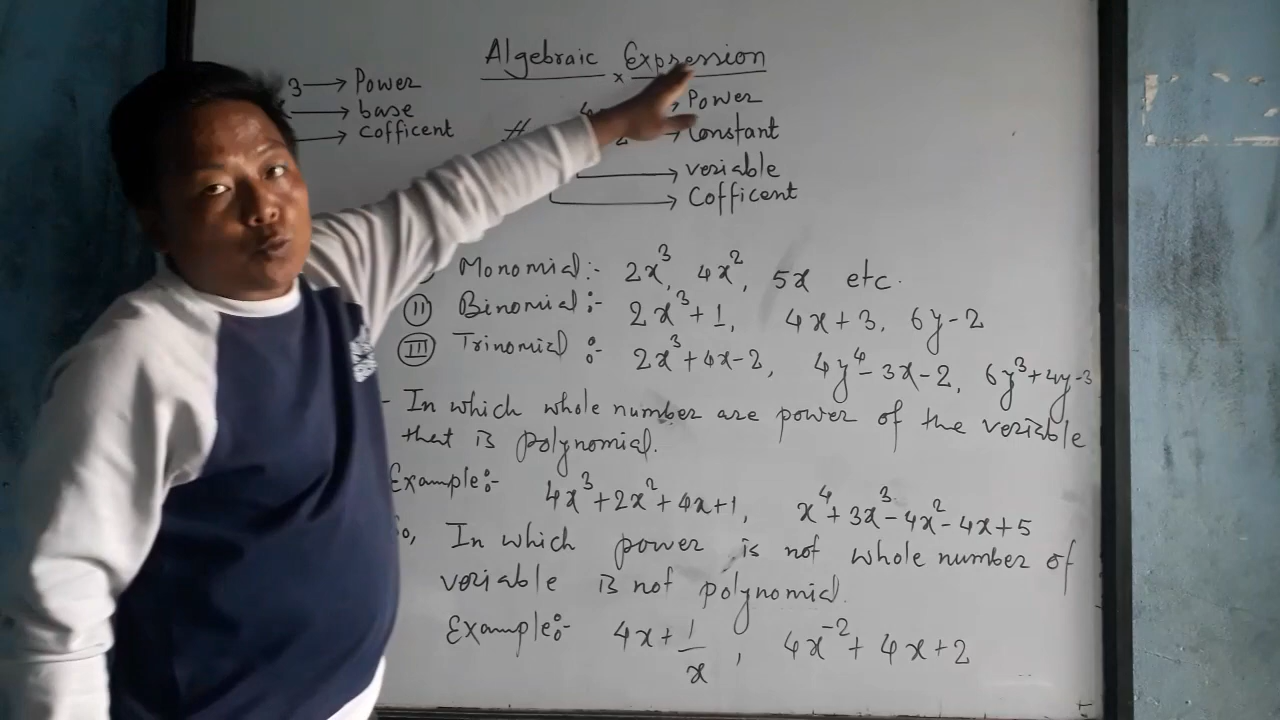 Algebraic Expression
3 → Power
→ base
→ Cofficent
Power
Constant
veriable
Cofficent
Monomial:- 2x³, 4x², 5x etc.
(II) Binomial:- 2x³+1, 4x+3, 6y-2
(III) Trinomial:- 2x³+4x-2, 4y⁴-3x-2, 6y³+4y-3
- In which whole number are power of the veriable
that is polynomial.
Example:- 4x³+2x²+4x+1, x⁴+3x³-4x²-4x+5
So, In which power is not whole number of
veriable is not polynomial.
Example:- 4x+1/x, 4x⁻²+4x+2